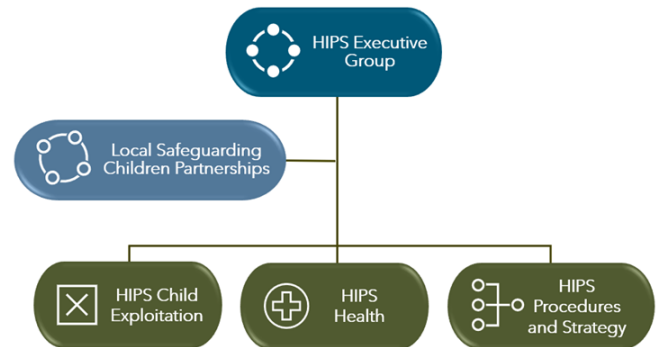 HIPS Executive
Group
Local Safeguarding
Children Partnerships
HIPS Child
Exploitation
HIPS
Health
HIPS
Procedures
and Strategy